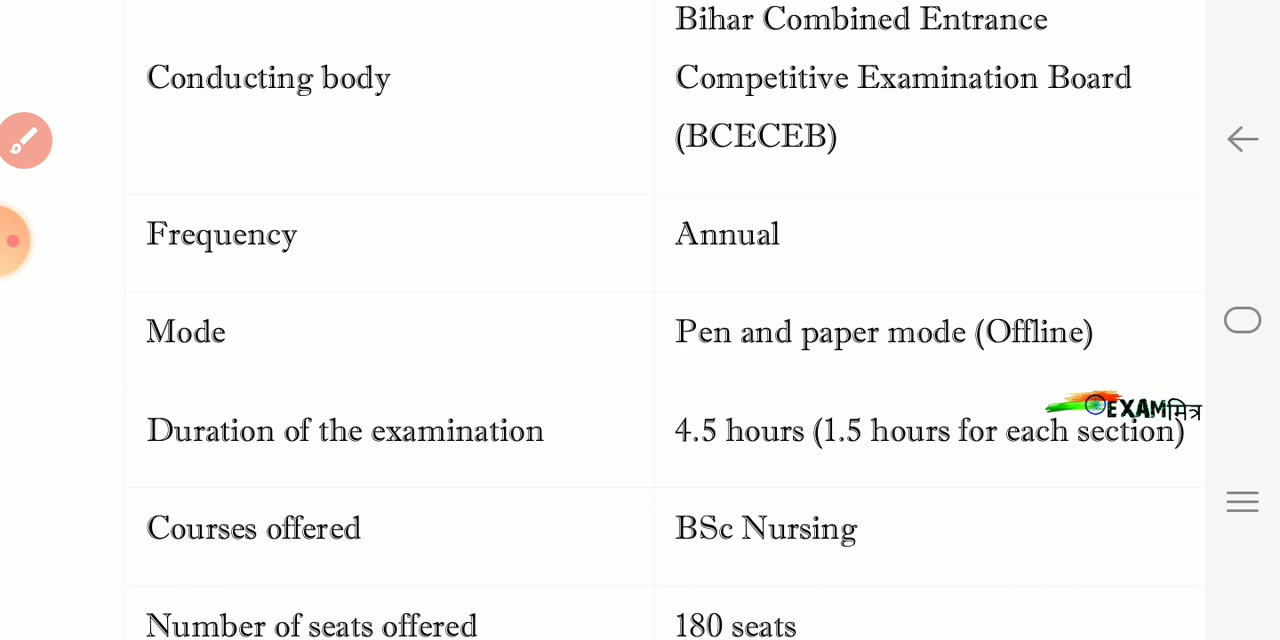 Bihar Combined Entrance
Conducting body Competitive Examination Board
(BCECEB)
Frequency Annual
Mode Pen and paper mode (Offline)
EXAMमित्र
Duration of the examination 4.5 hours (1.5 hours for each section)
Courses offered BSc Nursing
Number of seats offered 180 seats